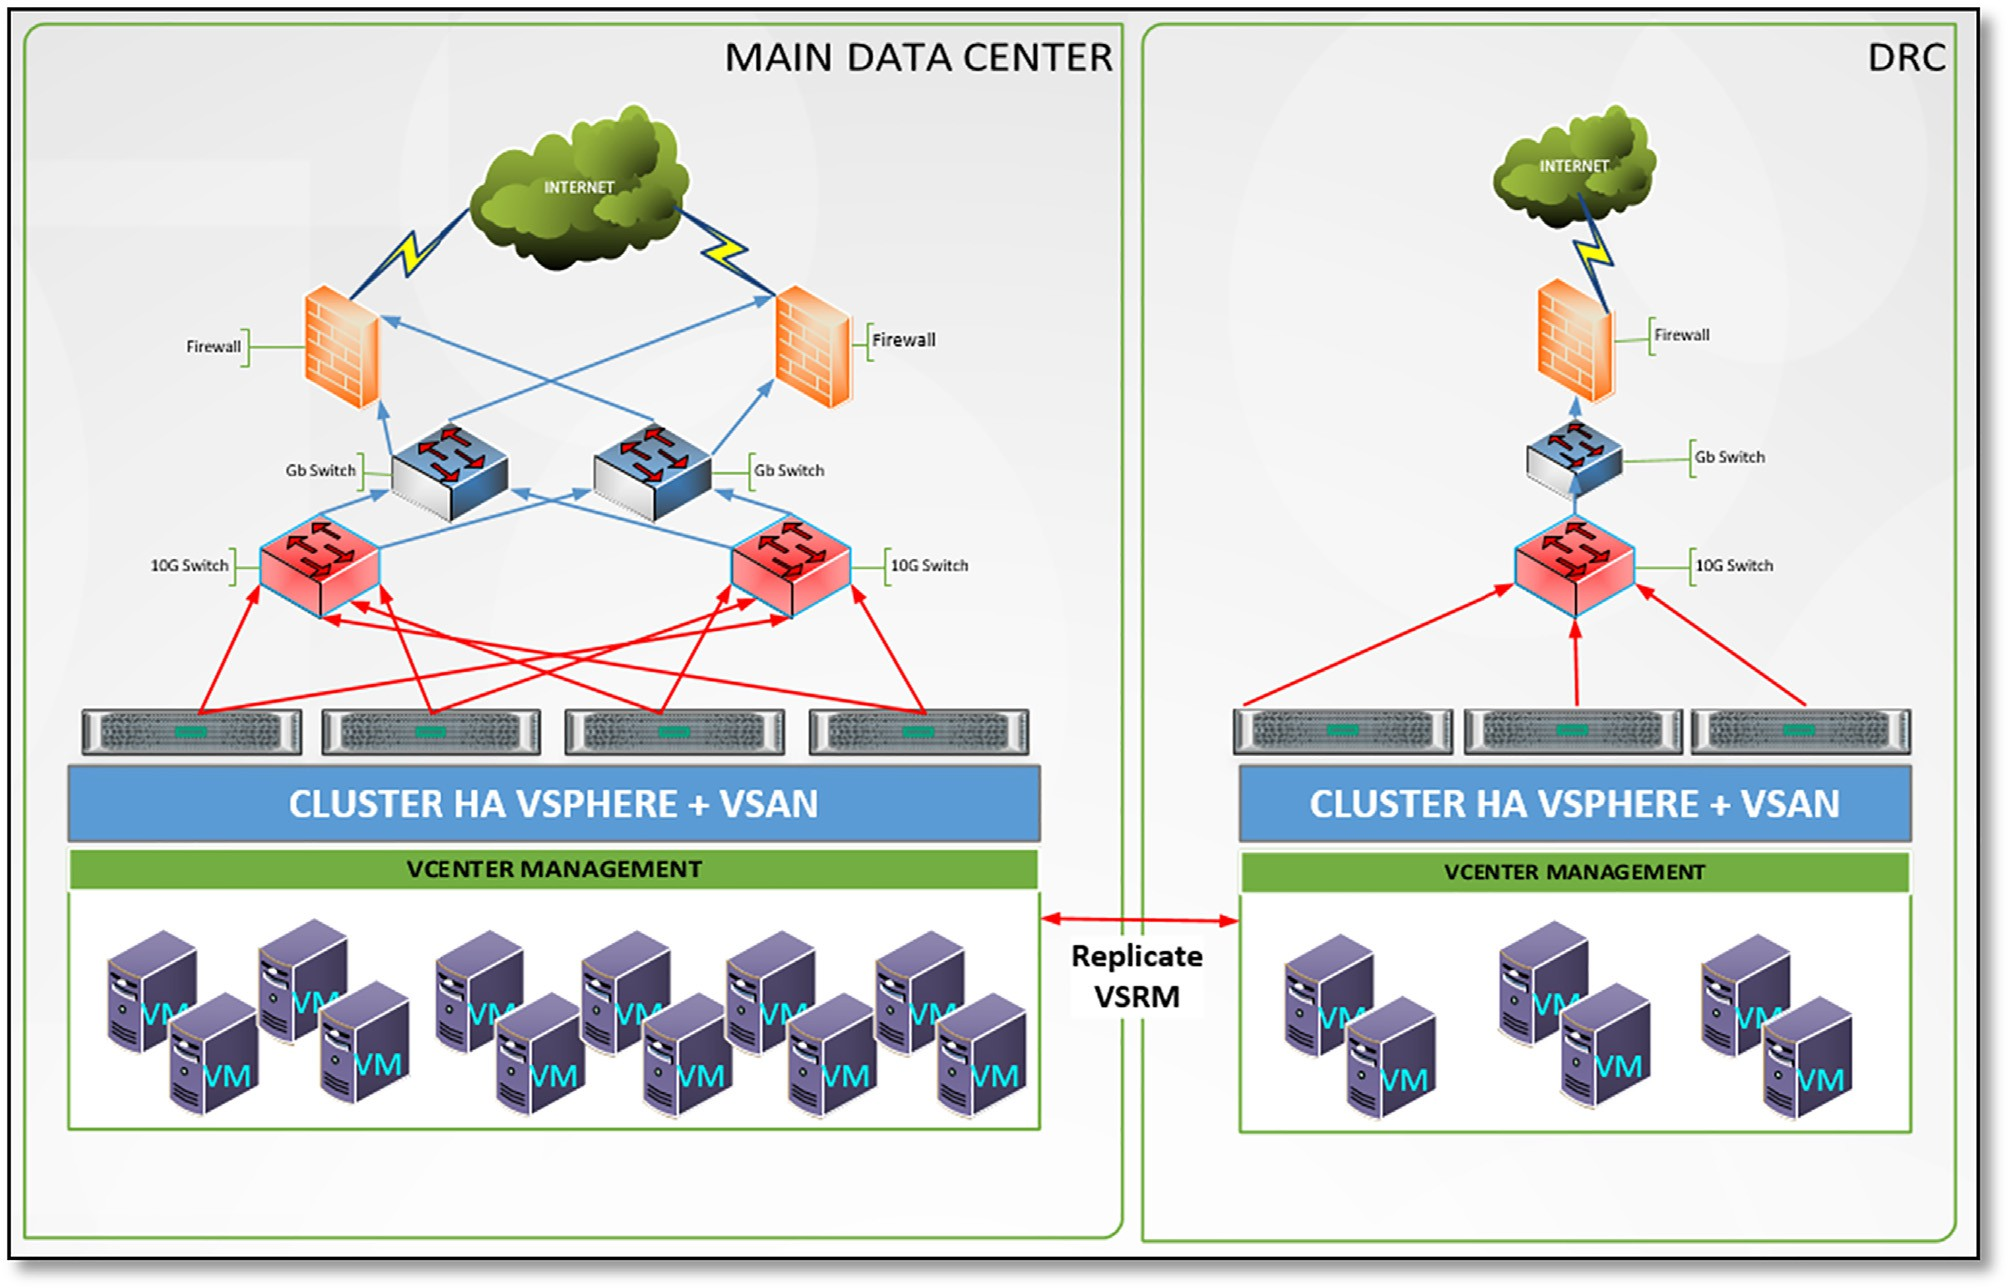 MAIN DATA CENTER
INTERNET
Firewall
Firewall
Gb Switch
Gb Switch
10G Switch
10G Switch
CLUSTER HA VSPHERE + VSAN
VCENTER MANAGEMENT
VM
VM
VM
VM
VM
VM
VM
VM
VM
VM
VM
VM
Replicate
VSRM
DRC
INTERNET
Firewall
Gb Switch
10G Switch
CLUSTER HA VSPHERE + VSAN
VCENTER MANAGEMENT
VM
VM
VM
VM
VM
VM